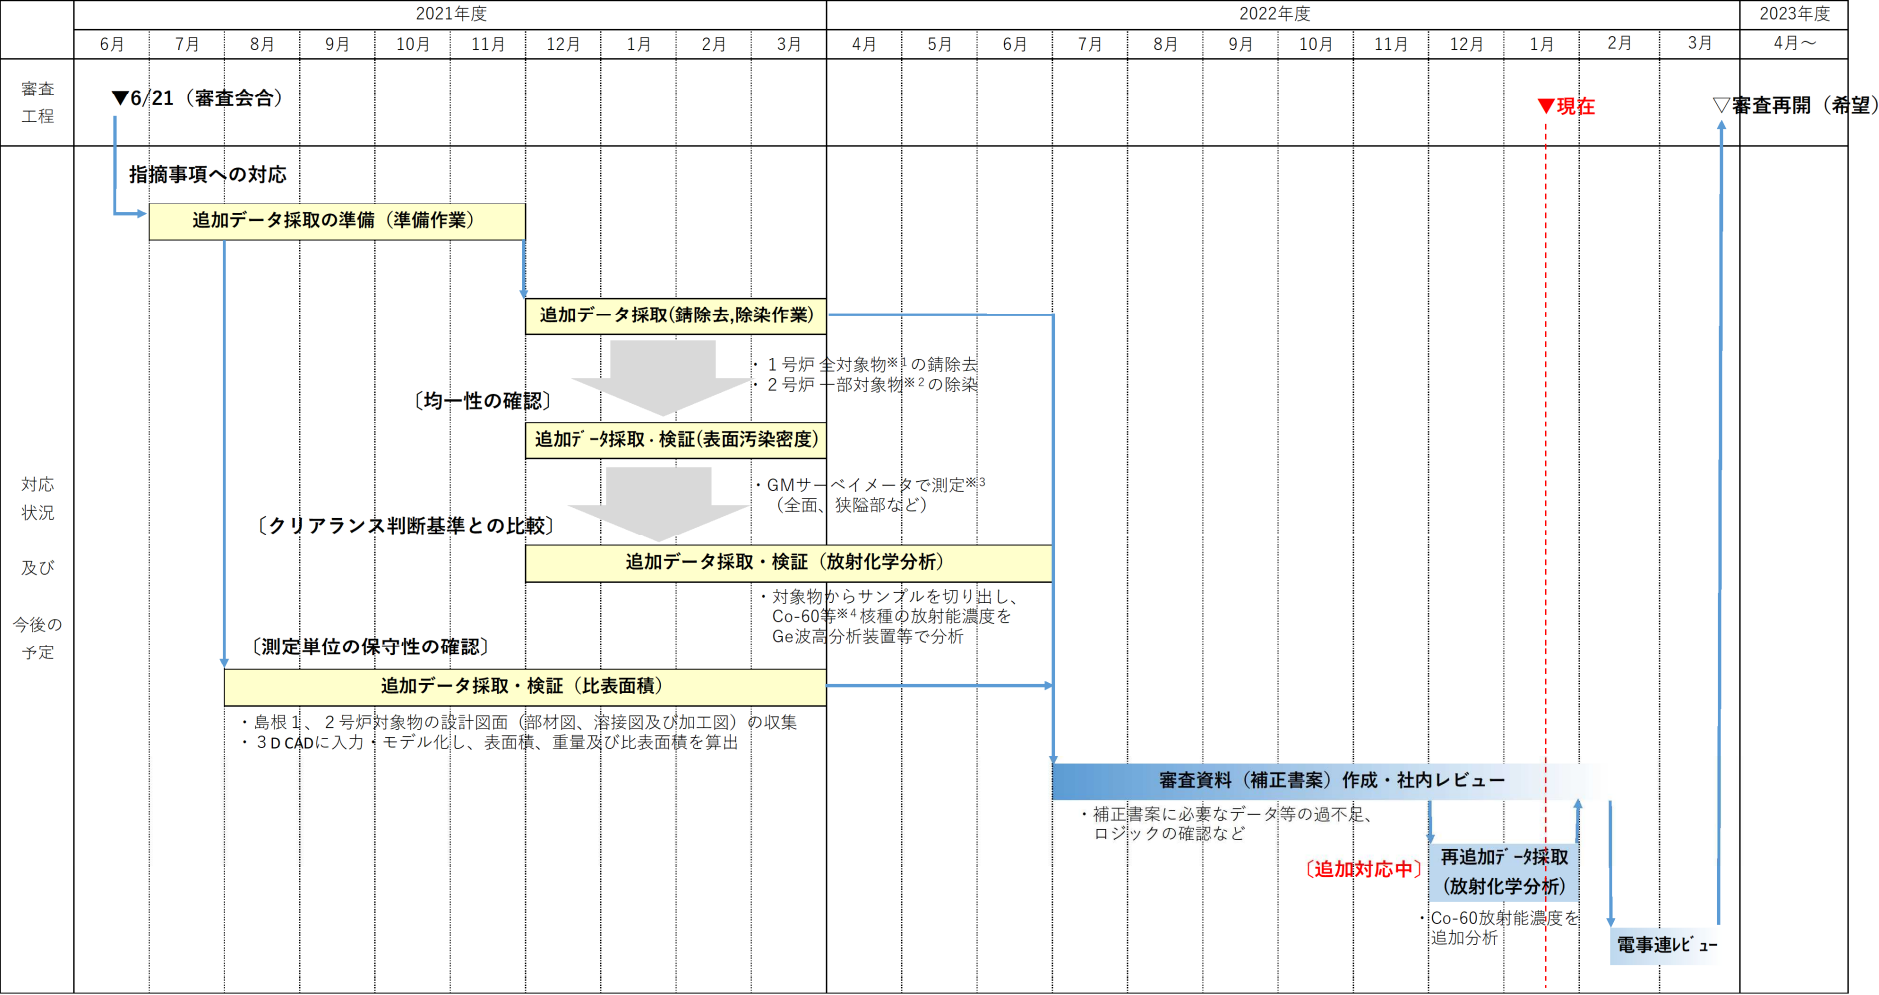 2021年度
2022年度
2023年度
6月
7月
8月
9月
10月
11月
12月
1月
2月
3月
4月
5月
6月
7月
8月
9月
10月
11月
12月
1月
2月
3月
4月～
審査
工程
▼6/21（審査会合）
▼現在
▽審査再開（希望）
対応
状況
及び
今後の
予定
指摘事項への対応
追加データ採取の準備（準備作業）
追加データ採取(錆除去,除染作業)
・１号炉 全対象物※1の錆除去
・２号炉 一部対象物※2の除染
〔均一性の確認〕
追加ﾃﾞｰﾀ採取・検証(表面汚染密度)
・GMサーベイメータで測定※3
（全面、狭隘部など）
〔クリアランス判断基準との比較〕
追加データ採取・検証（放射化学分析）
・対象物からサンプルを切り出し、
Co-60等※4核種の放射能濃度を
Ge波高分析装置等で分析
〔測定単位の保守性の確認〕
追加データ採取・検証（比表面積）
・島根１、２号炉対象物の設計図面（部材図、溶接図及び加工図）の収集
・３D CADに入力・モデル化し、表面積、重量及び比表面積を算出
審査資料（補正書案）作成・社内レビュー
・補正書案に必要なデータ等の過不足、
ロジックの確認など
〔追加対応中〕
再追加ﾃﾞｰﾀ採取
(放射化学分析)
・Co-60放射能濃度を
追加分析
電事連ﾚﾋﾞｭｰ